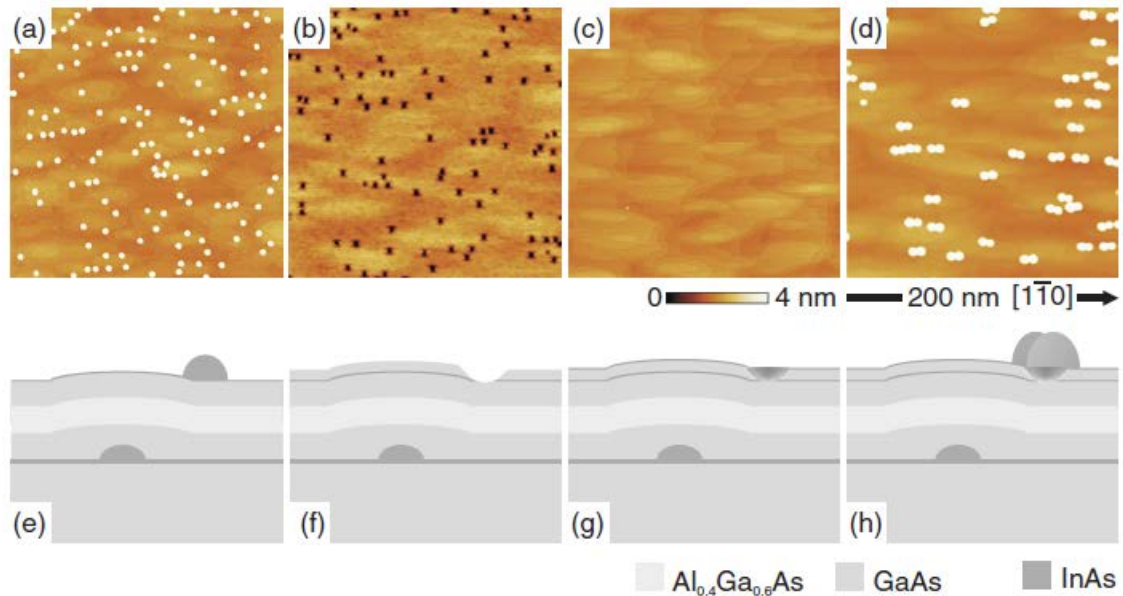 (a) (b) (c) (d)
0 4 nm 200 nm [11̅0]
(e) (f) (g) (h)
Al₀.₄Ga₀.₆As GaAs InAs